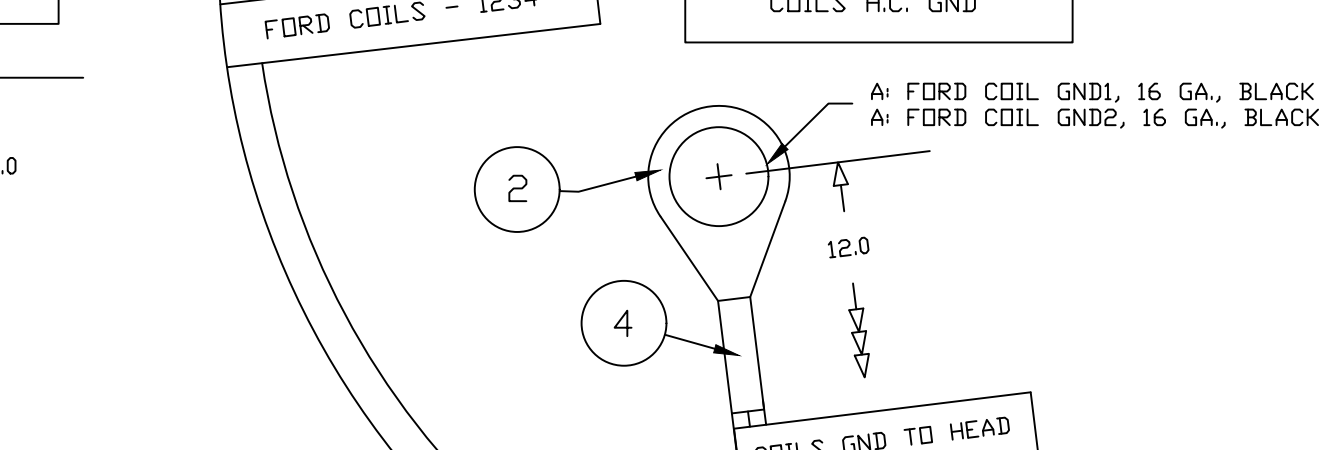 FORD COILS - 1234
COILS H.C. GND
A: FORD COIL GND1, 16 GA., BLACK
A: FORD COIL GND2, 16 GA., BLACK
.0
2
12.0
4
COILS GND TO HEAD